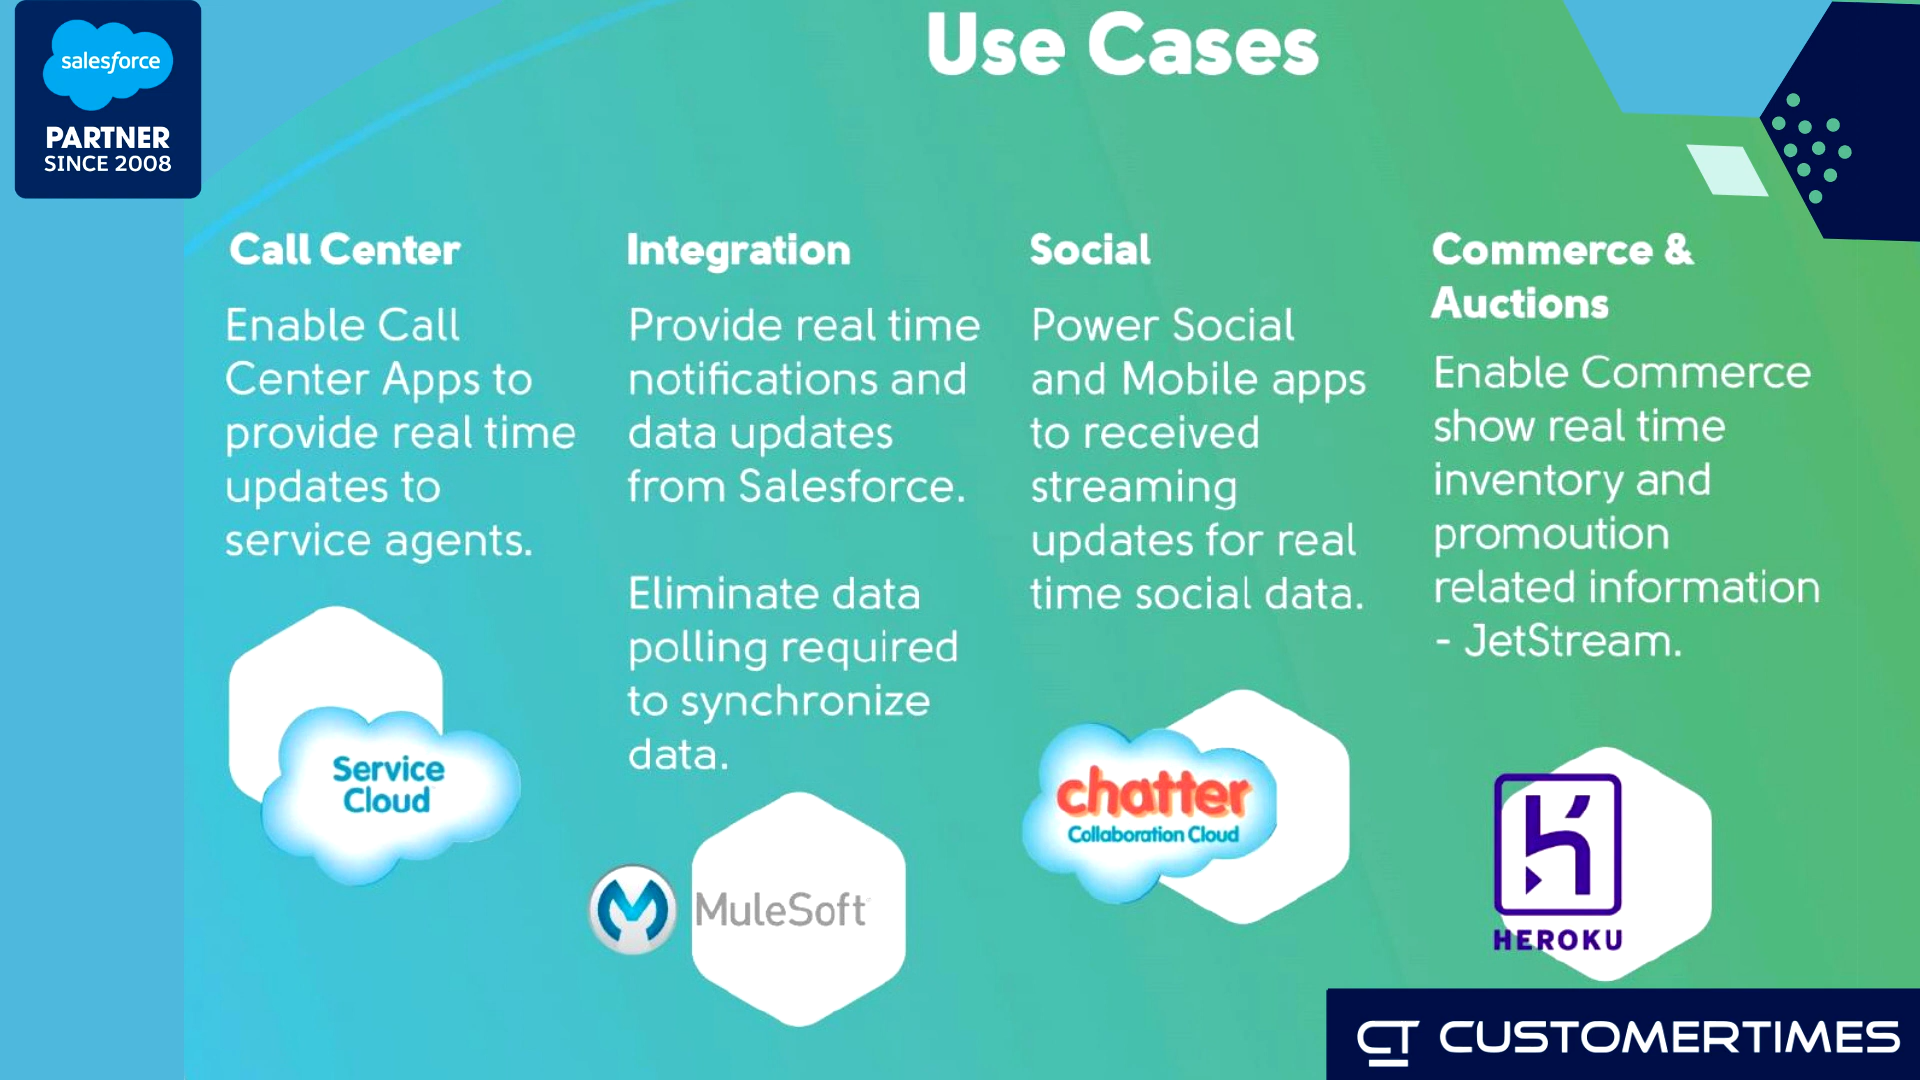 salesforce
PARTNER
SINCE 2008
Use Cases
Call Center
Enable Call
Center Apps to
provide real time
updates to
service agents.
Service
Cloud
Integration
Provide real time
notifications and
data updates
from Salesforce.
Eliminate data
polling required
to synchronize
data.
MuleSoft
Social
Power Social
and Mobile apps
to received
streaming
updates for real
time social data.
chatter
Collaboration Cloud
Commerce &
Auctions
Enable Commerce
show real time
inventory and
promoution
related information
- JetStream.
HEROKU
CUSTOMERTIMES